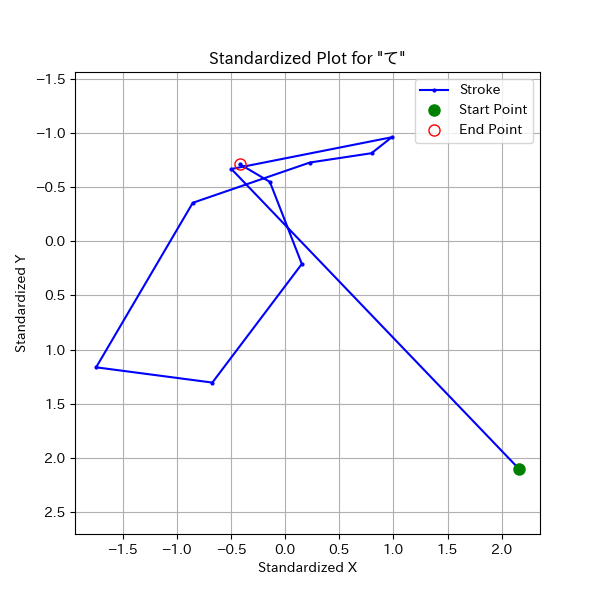 Standardized Plot for "て"
Stroke
Start Point
End Point
Standardized Y
−1.5
−1.0
−0.5
0.0
0.5
1.0
1.5
2.0
2.5
−1.5 −1.0 −0.5 0.0 0.5 1.0 1.5 2.0
Standardized X